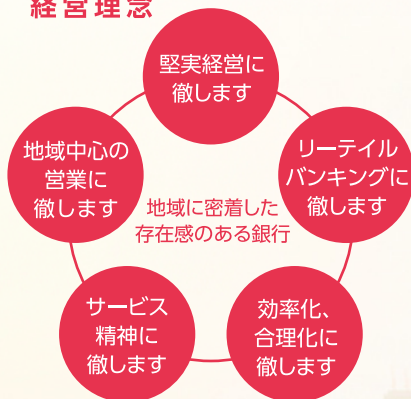 経営理念
堅実経営に
徹します
地域中心の
営業に
徹します
リーテイル
バンキングに
徹します
地域に密着した
存在感のある銀行
サービス
精神に
徹します
効率化、
合理化に
徹します